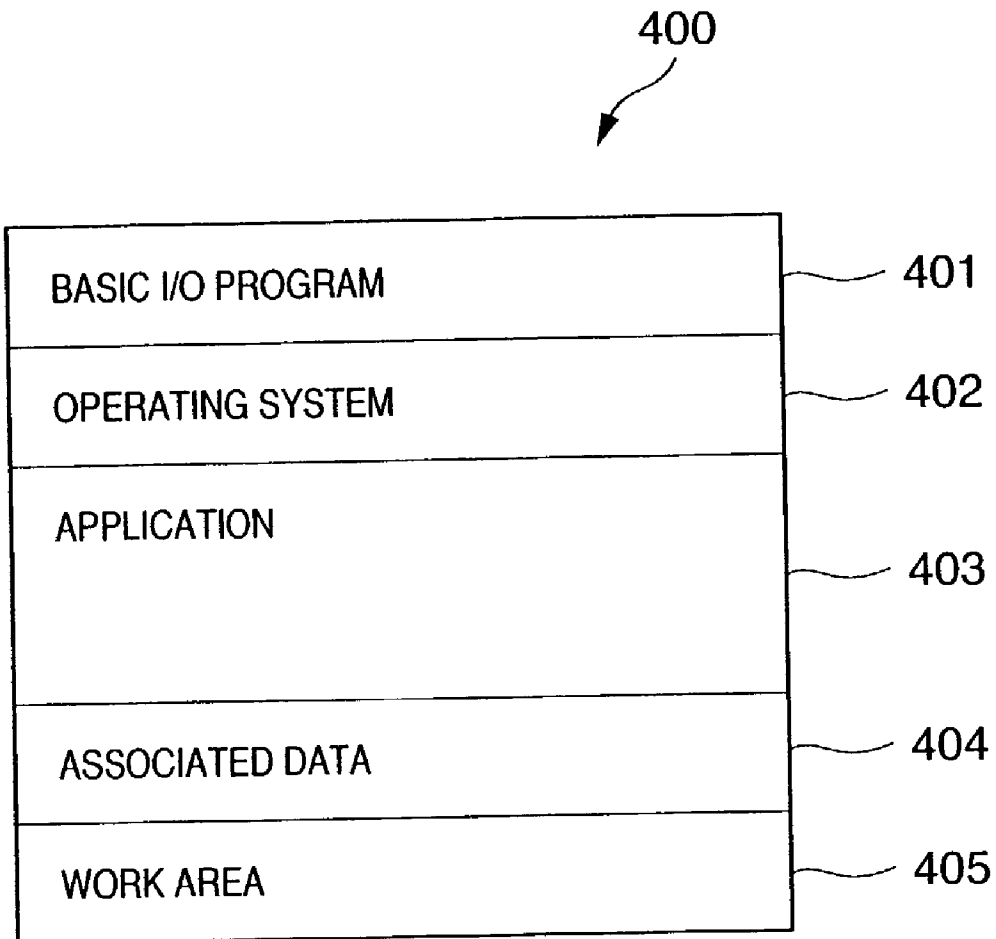 400
BASIC I/O PROGRAM 401
OPERATING SYSTEM 402
APPLICATION
403
ASSOCIATED DATA 404
WORK AREA 405